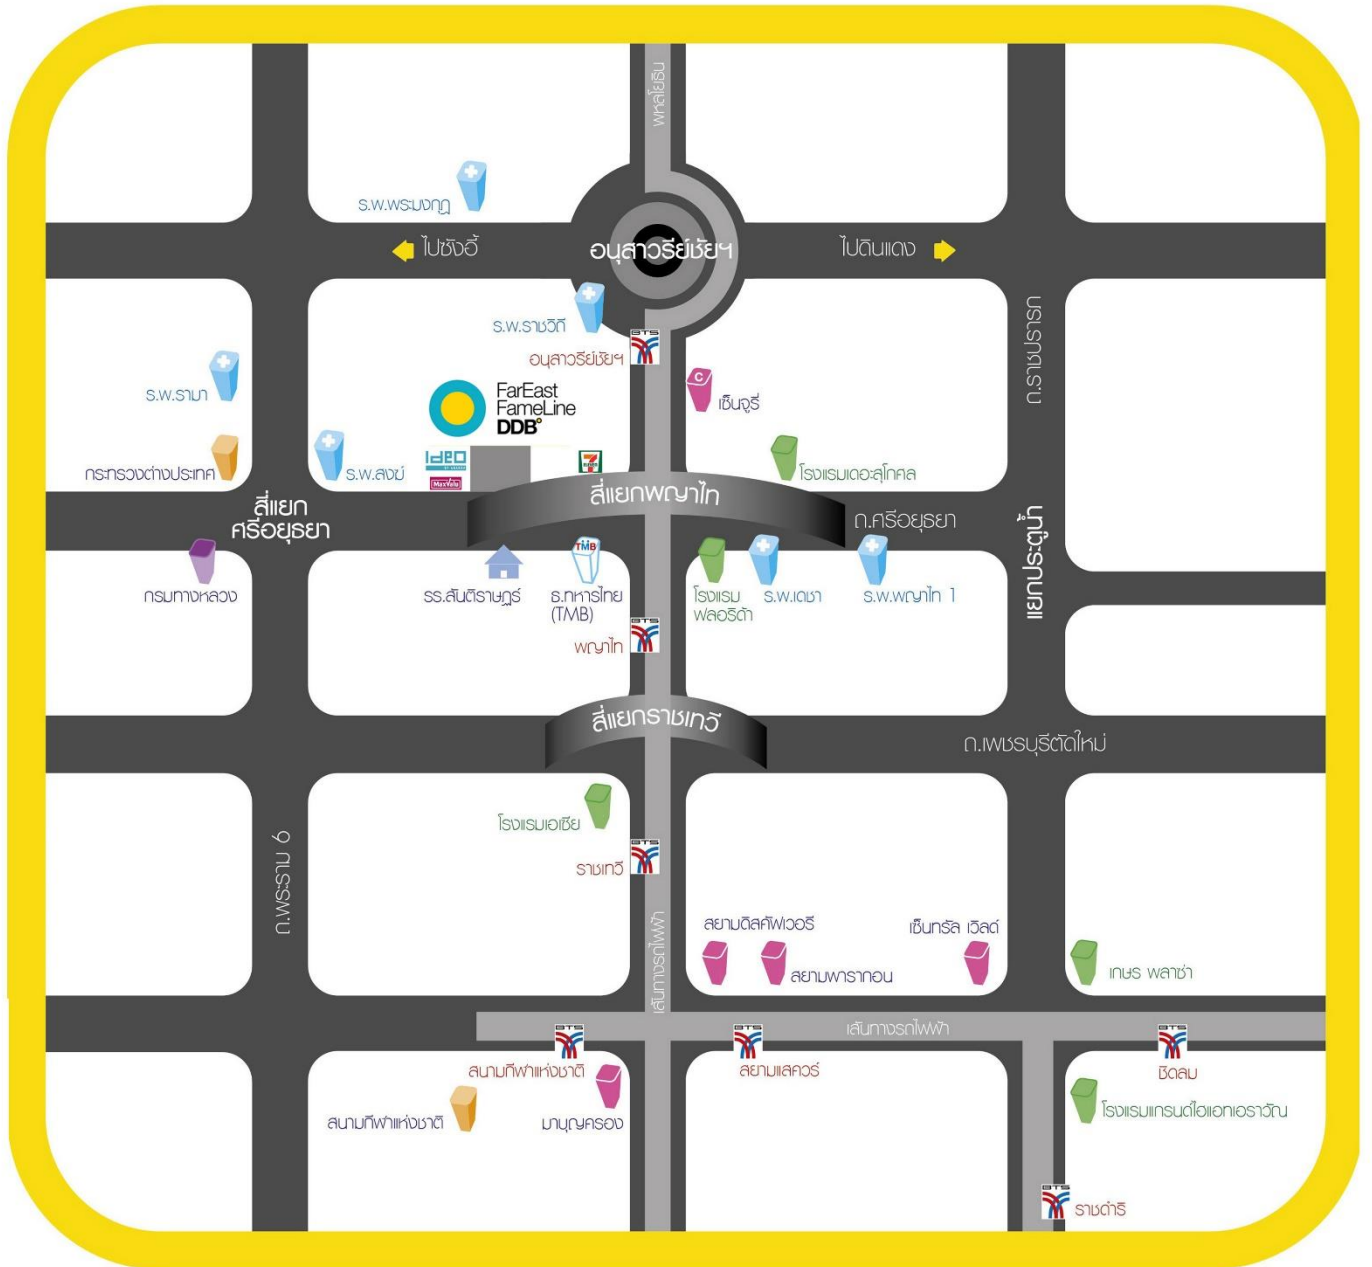 พหลโยธิน
ร.พ.พระมงกุฎ
ไปซังฮี้
อนุสาวรีย์ชัยฯ
ไปดินแดง
ร.พ.ราชวิถี
BTS
อนุสาวรีย์ชัยฯ
ถ.ราชปรารภ
ร.พ.รามา
C
เซ็นจูรี่
FarEast
FameLine
DDB
กระทรวงต่างประเทศ
ร.พ.สงฆ์
ideo
MaxValu
7
ELEVEN
โรงแรมเดอะสุโกศล
สี่แยกพญาไท
สี่แยก
ศรีอยุธยา
ถ.ศรีอยุธยา
แยกประตูน้ำ
กรมทางหลวง
รร.สันติราษฎร์
TMB
ธ.ทหารไทย
(TMB)
โรงแรม
ฟลอริด้า
ร.พ.เดชา
ร.พ.พญาไท 1
BTS
พญาไท
สี่แยกราชเทวี
ถ.เพชรบุรีตัดใหม่
โรงแรมเอเชีย
BTS
ราชเทวี
ถ.พระราม 6
เส้นทางรถไฟฟ้า
สยามดิสคัฟเวอรี
สยามพารากอน
เซ็นทรัล เวิลด์
เกษร พลาซ่า
เส้นทางรถไฟฟ้า
BTS
สนามกีฬาแห่งชาติ
BTS
สยามแสควร์
BTS
ชิดลม
สนามกีฬาแห่งชาติ
มาบุญครอง
โรงแรมแกรนด์ไฮแอทเอราวัณ
BTS
ราชดำริ